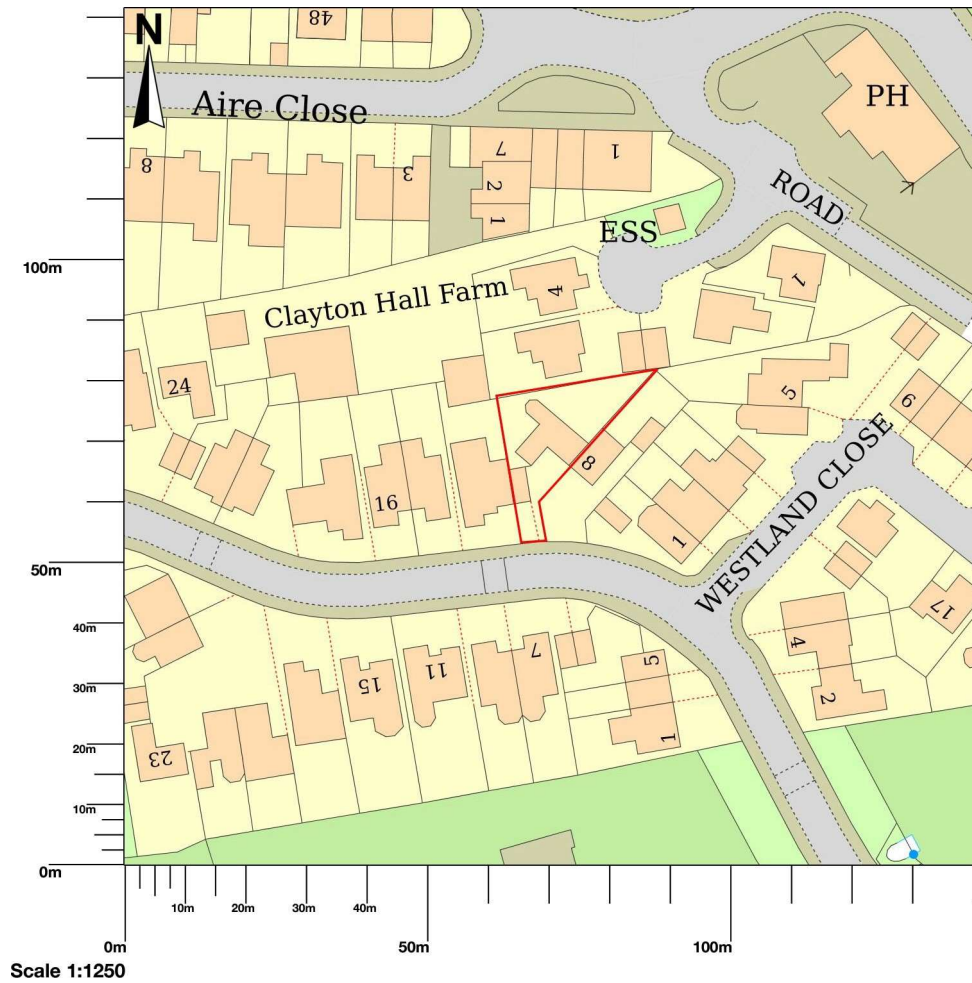 48
N
Aire Close
PH
8
3
7
2
1
1
ROAD
ESS
100m
Clayton Hall Farm
4
1
24
5
6
16
8
1
WESTLAND CLOSE
50m
40m
30m
20m
10m
0m
17
4
2
7
5
11
15
1
23
10m
20m
30m
40m
0m
50m
100m
Scale 1:1250